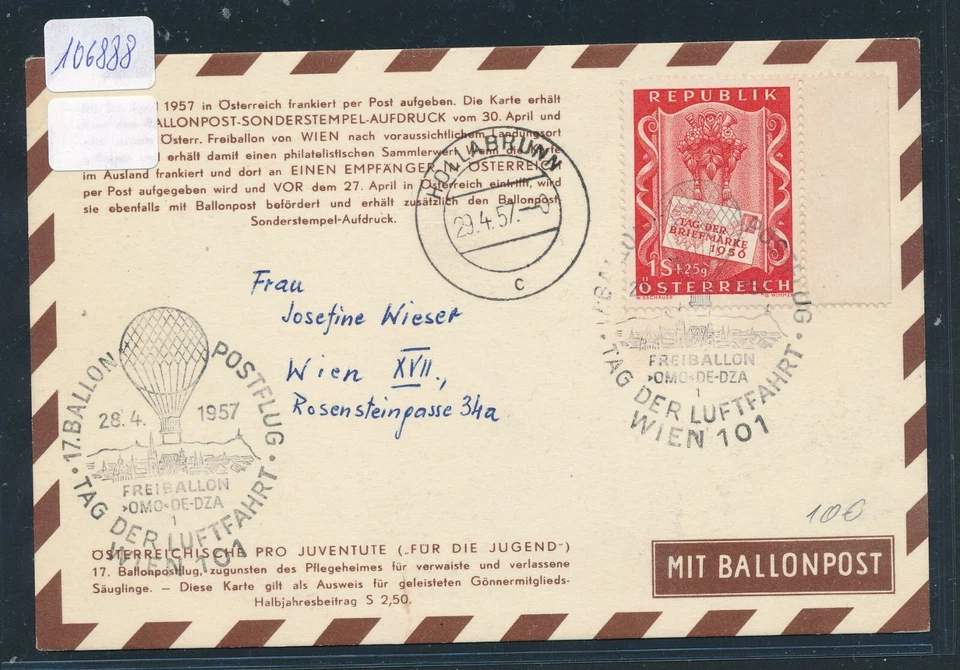 106888
1957 in Österreich frankiert per Post aufgeben. Die Karte erhält
ALLONPOST-SONDERSTEMPEL-AUFDRUCK vom 30. April und
Österr. Freiballon von WIEN nach voraussichtlichem Landungsort
erhält damit einen philatelistischen Sammlerwert. Wenn die Karte
im Ausland frankiert und dort an EINEN EMPFÄNGER IN ÖSTERREICH
per Post aufgegeben wird und VOR dem 27. April in Österreich eintrifft, wird
sie ebenfalls mit Ballonpost befördert und erhält zusätzlich den Ballonpost-
Sonderstempel-Aufdruck.
HOLLABRUNN
29.4.57.
c
REPUBLIK
TAG DER
BRIEFMARKE
1956
1S+25g
ÖSTERREICH
Frau
Josefine Wieser
Wien XVII.,
Rosensteingasse 34a
17. BALLONPOSTFLUG
28.4. 1957
FREIBALLON
›OMO‹ DE-DZA
1
TAG DER LUFTFAHRT
WIEN 101
FREIBALLON
›OMO‹ DE-DZA
1
TAG DER LUFTFAHRT
WIEN 101
10€
ÖSTERREICHISCHE PRO JUVENTUTE („FÜR DIE JUGEND")
17. Ballonpostflug, zugunsten des Pflegeheimes für verwaiste und verlassene
Säuglinge. — Diese Karte gilt als Ausweis für geleisteten Gönnermitglieds-
Halbjahresbeitrag S 2,50.
MIT BALLONPOST